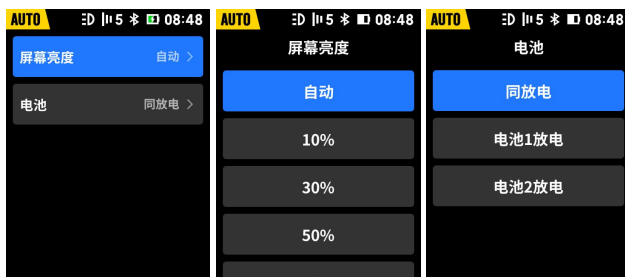 AUTO 5 08:48
屏幕亮度 自动
电池 同放电
AUTO 5 08:48
屏幕亮度
自动
10%
30%
50%
AUTO 5 08:48
电池
同放电
电池1放电
电池2放电